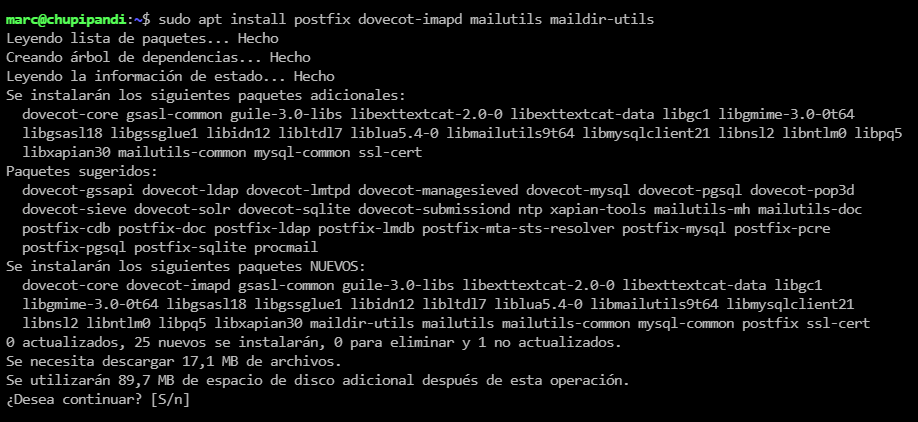 marc@chupipandi:~$ sudo apt install postfix dovecot-imapd mailutils maildir-utils
Leyendo lista de paquetes... Hecho
Creando árbol de dependencias... Hecho
Leyendo la información de estado... Hecho
Se instalarán los siguientes paquetes adicionales:
  dovecot-core gsasl-common guile-3.0-libs libexttextcat-2.0-0 libexttextcat-data libgc1 libgmime-3.0-0t64
  libgsasl18 libgssglue1 libidn12 libltdl7 liblua5.4-0 libmailutils9t64 libmysqlclient21 libnsl2 libntlm0 libpq5
  libxapian30 mailutils-common mysql-common ssl-cert
Paquetes sugeridos:
  dovecot-gssapi dovecot-ldap dovecot-lmtpd dovecot-managesieved dovecot-mysql dovecot-pgsql dovecot-pop3d
  dovecot-sieve dovecot-solr dovecot-sqlite dovecot-submissiond ntp xapian-tools mailutils-mh mailutils-doc
  postfix-cdb postfix-doc postfix-ldap postfix-lmdb postfix-mta-sts-resolver postfix-mysql postfix-pcre
  postfix-pgsql postfix-sqlite procmail
Se instalarán los siguientes paquetes NUEVOS:
  dovecot-core dovecot-imapd gsasl-common guile-3.0-libs libexttextcat-2.0-0 libexttextcat-data libgc1
  libgmime-3.0-0t64 libgsasl18 libgssglue1 libidn12 libltdl7 liblua5.4-0 libmailutils9t64 libmysqlclient21
  libnsl2 libntlm0 libpq5 libxapian30 maildir-utils mailutils mailutils-common mysql-common postfix ssl-cert
0 actualizados, 25 nuevos se instalarán, 0 para eliminar y 1 no actualizados.
Se necesita descargar 17,1 MB de archivos.
Se utilizarán 89,7 MB de espacio de disco adicional después de esta operación.
¿Desea continuar? [S/n]